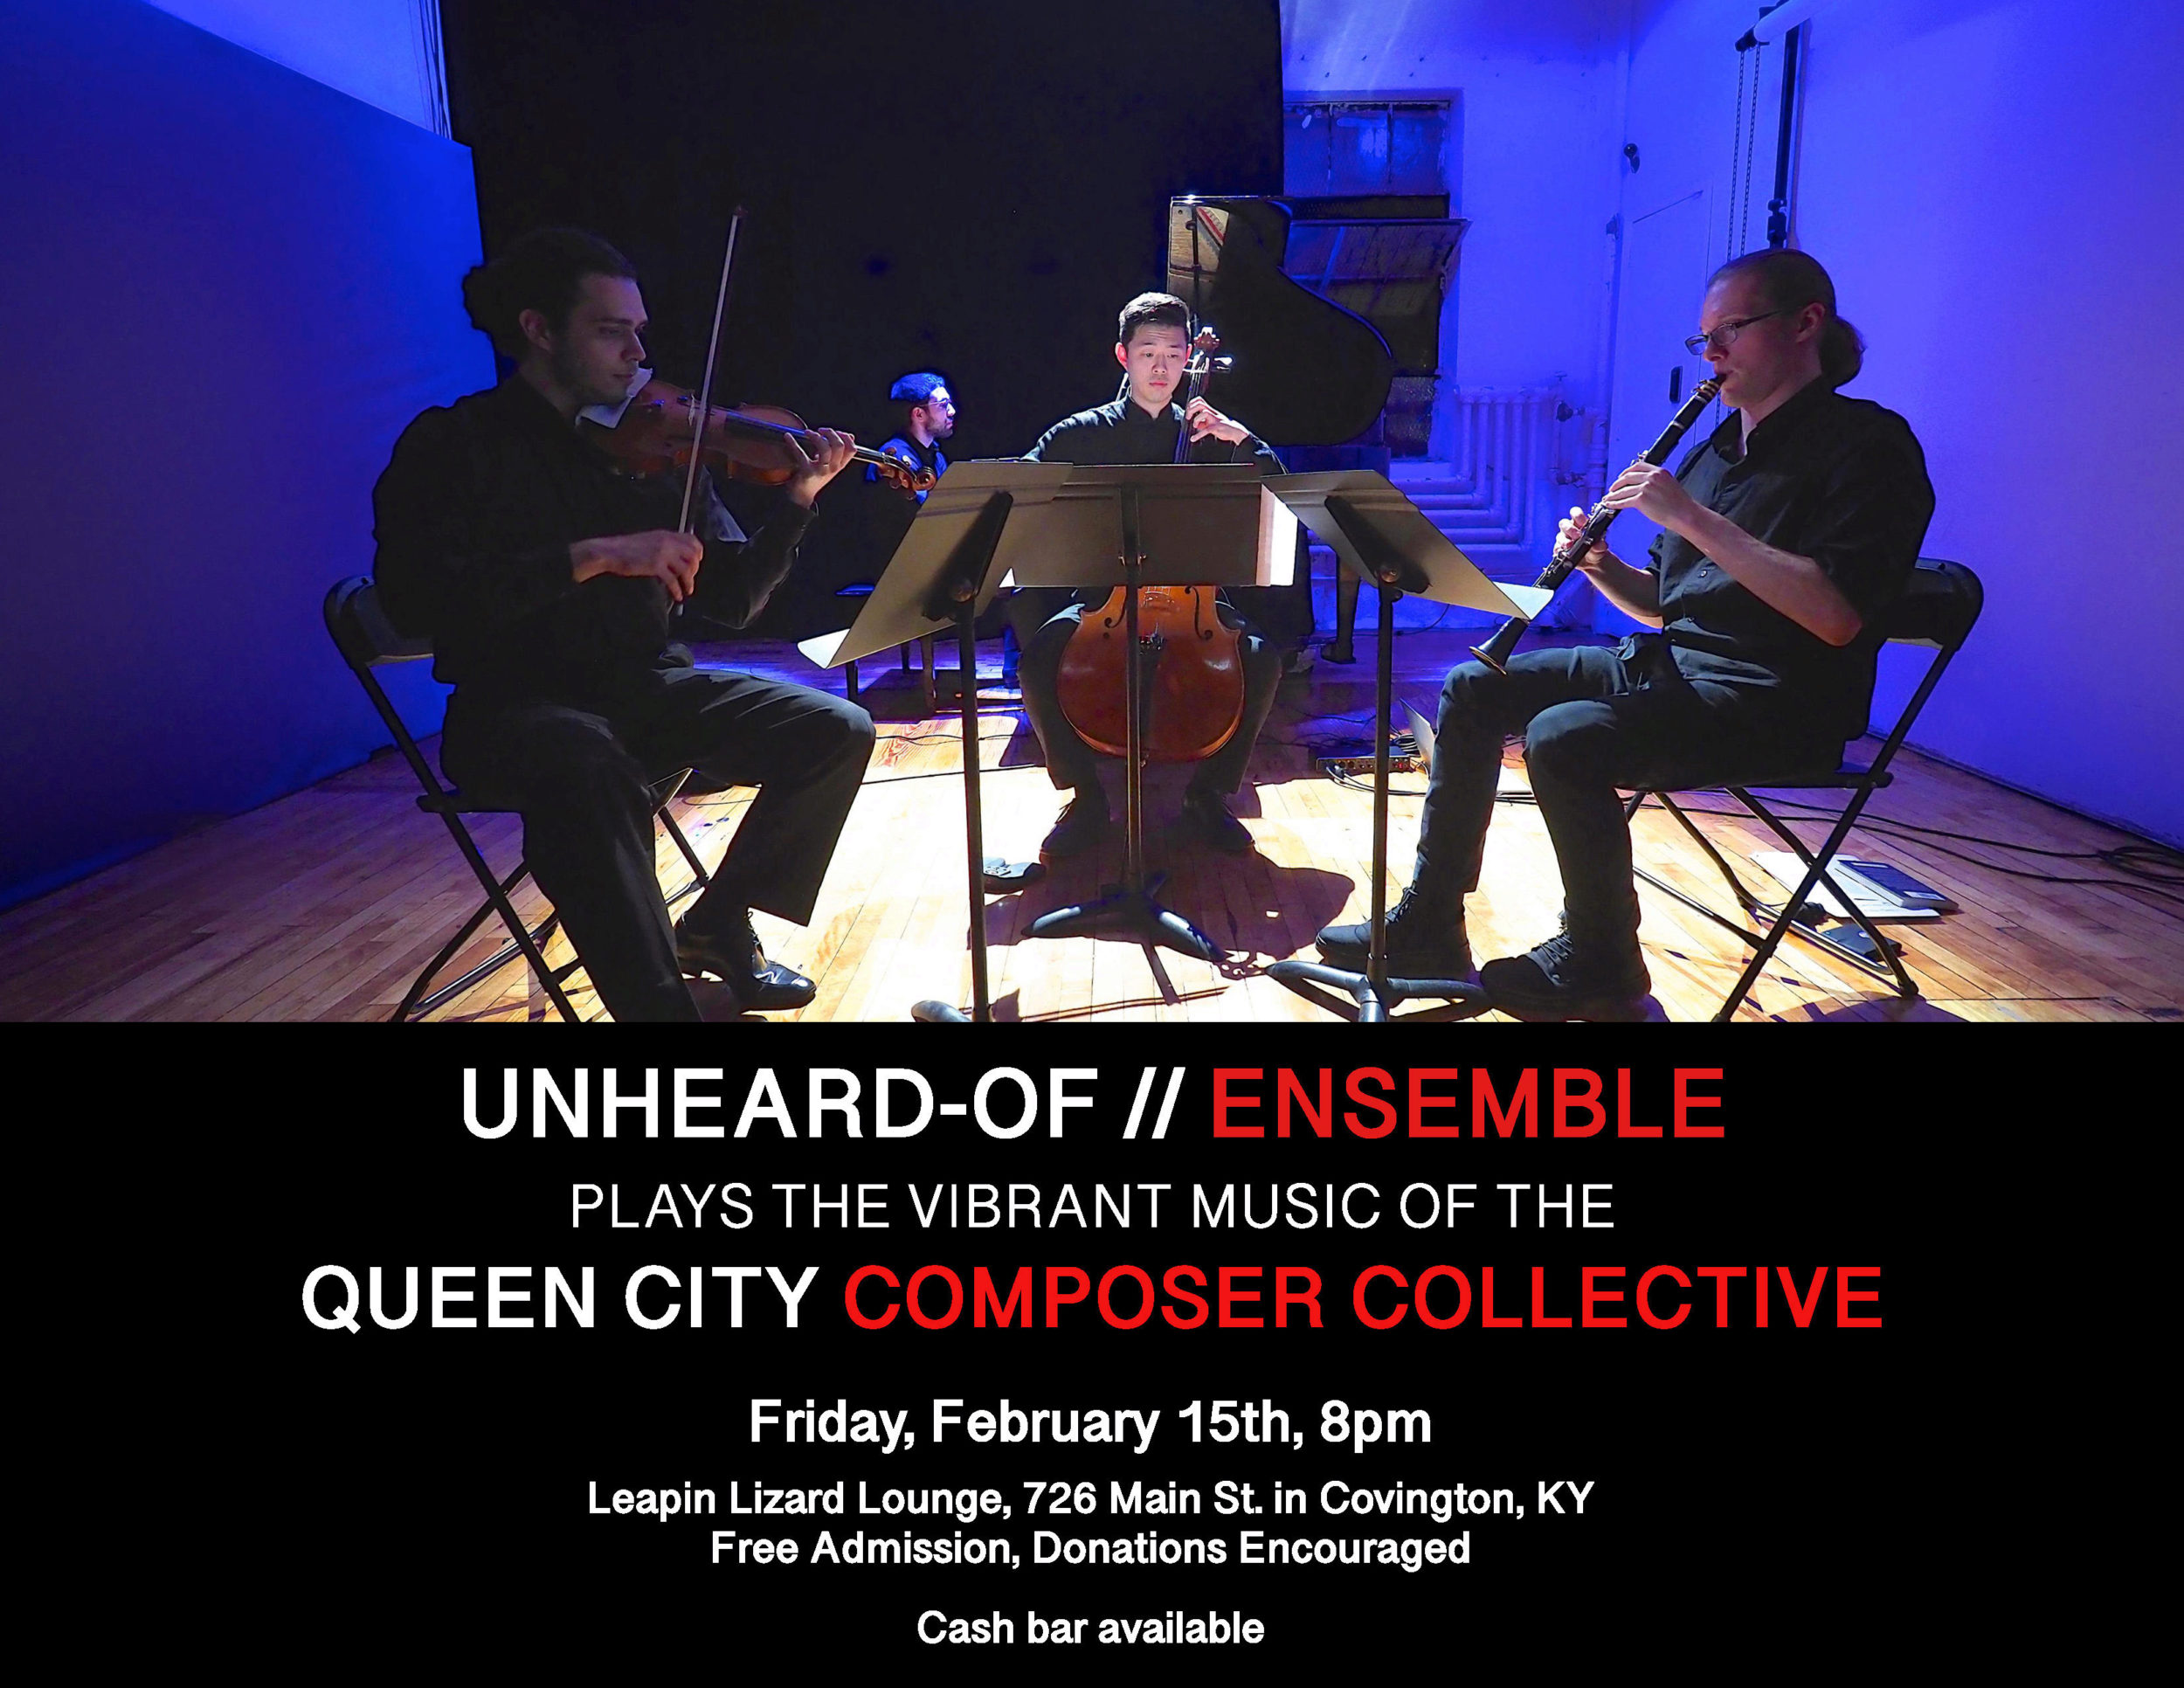 UNHEARD-OF // ENSEMBLE
PLAYS THE VIBRANT MUSIC OF THE
QUEEN CITY COMPOSER COLLECTIVE
Friday, February 15th, 8pm
Leapin Lizard Lounge, 726 Main St. in Covington, KY
Free Admission, Donations Encouraged
Cash bar available